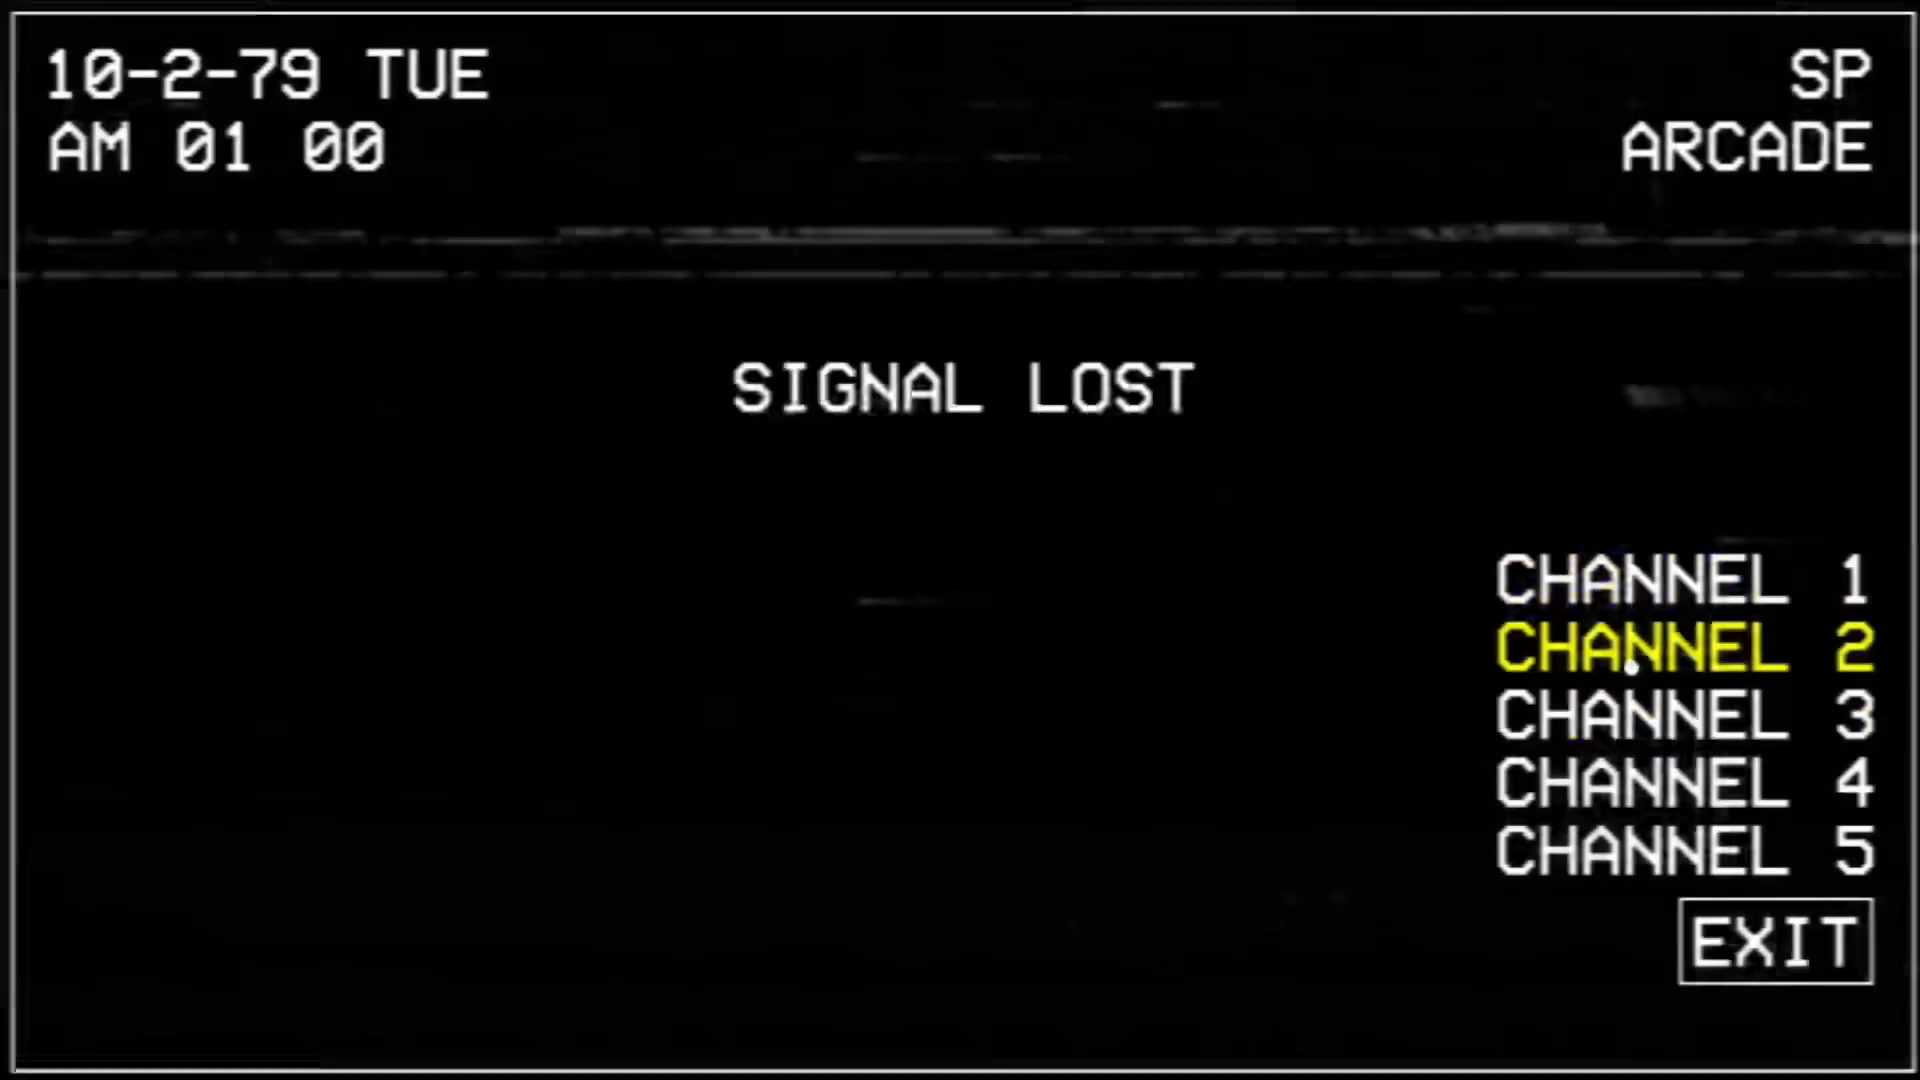 10-2-79 TUE
AM 01 00
SP
ARCADE
SIGNAL LOST
CHANNEL 1
CHANNEL 2
CHANNEL 3
CHANNEL 4
CHANNEL 5
EXIT